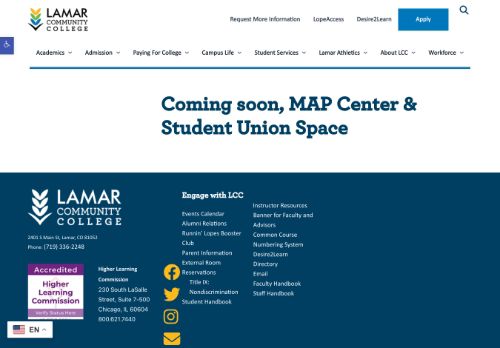 LAMAR
COMMUNITY
COLLEGE
Request More Information LopeAccess Desire2Learn Apply
Academics Admission Paying For College Campus Life Student Services Lamar Athletics About LCC Workforce
Coming soon, MAP Center &
Student Union Space
LAMAR
COMMUNITY
COLLEGE
2401 S Main St, Lamar, CO 81052
Phone: (719) 336-2248
Accredited
Higher
Learning
Commission
Verify Status Here
Higher Learning
Commission
230 South LaSalle
Street, Suite 7-500
Chicago, IL 60604
800.621.7440
Engage with LCC
Events Calendar
Alumni Relations
Runnin' Lopes Booster
Club
Parent Information
External Room
Reservations
Title IX:
Nondiscrimination
Student Handbook
Instructor Resources
Banner for Faculty and
Advisors
Common Course
Numbering System
Desire2Learn
Directory
Email
Faculty Handbook
Staff Handbook
EN